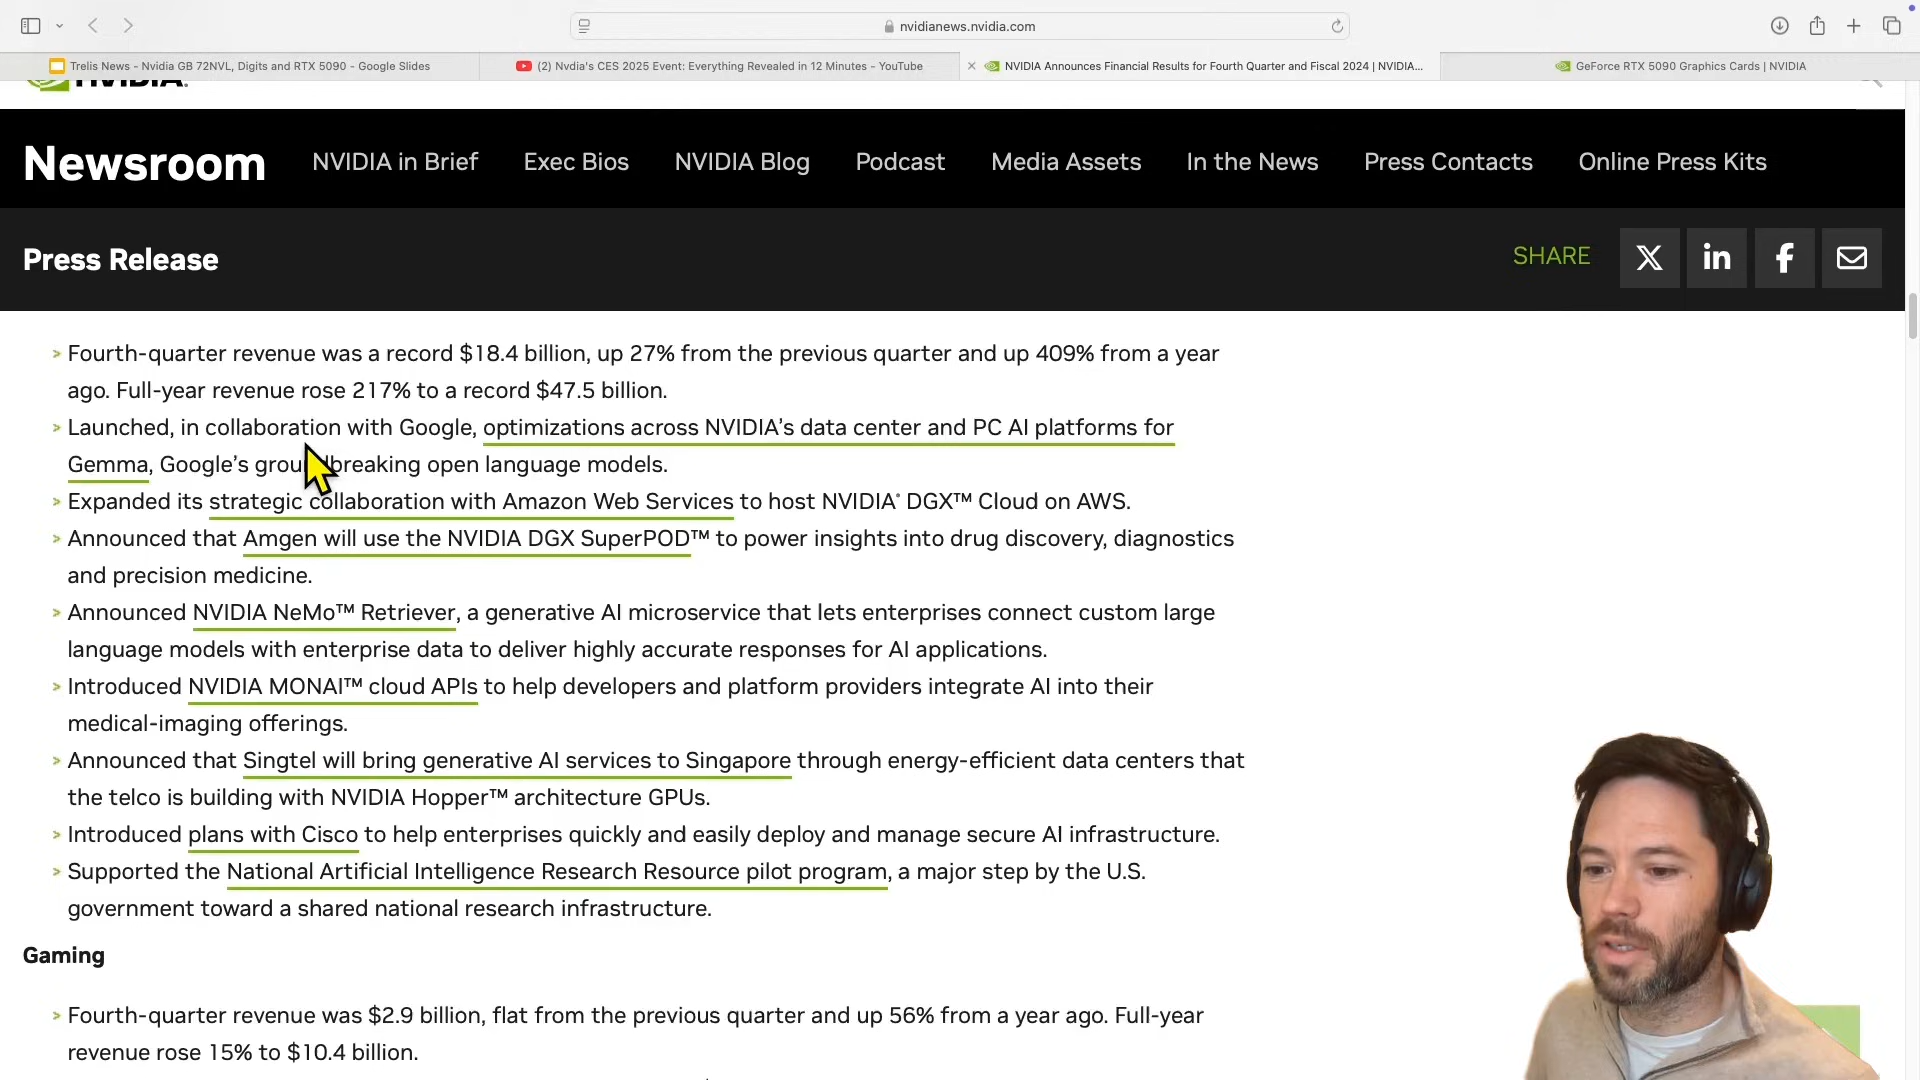 nvidianews.nvidia.com
Trelis News - Nvidia GB 72NVL, Digits and RTX 5090 - Google Slides
(2) Nvdia's CES 2025 Event: Everything Revealed in 12 Minutes - YouTube
NVIDIA Announces Financial Results for Fourth Quarter and Fiscal 2024 | NVIDIA...
GeForce RTX 5090 Graphics Cards | NVIDIA
NVIDIA.
Newsroom
NVIDIA in Brief
Exec Bios
NVIDIA Blog
Podcast
Media Assets
In the News
Press Contacts
Online Press Kits
Press Release
SHARE
> Fourth-quarter revenue was a record $18.4 billion, up 27% from the previous quarter and up 409% from a year
ago. Full-year revenue rose 217% to a record $47.5 billion.
> Launched, in collaboration with Google, optimizations across NVIDIA’s data center and PC AI platforms for
Gemma, Google’s groundbreaking open language models.
> Expanded its strategic collaboration with Amazon Web Services to host NVIDIA® DGX™ Cloud on AWS.
> Announced that Amgen will use the NVIDIA DGX SuperPOD™ to power insights into drug discovery, diagnostics
and precision medicine.
> Announced NVIDIA NeMo™ Retriever, a generative AI microservice that lets enterprises connect custom large
language models with enterprise data to deliver highly accurate responses for AI applications.
> Introduced NVIDIA MONAI™ cloud APIs to help developers and platform providers integrate AI into their
medical-imaging offerings.
> Announced that Singtel will bring generative AI services to Singapore through energy-efficient data centers that
the telco is building with NVIDIA Hopper™ architecture GPUs.
> Introduced plans with Cisco to help enterprises quickly and easily deploy and manage secure AI infrastructure.
> Supported the National Artificial Intelligence Research Resource pilot program, a major step by the U.S.
government toward a shared national research infrastructure.
Gaming
> Fourth-quarter revenue was $2.9 billion, flat from the previous quarter and up 56% from a year ago. Full-year
revenue rose 15% to $10.4 billion.